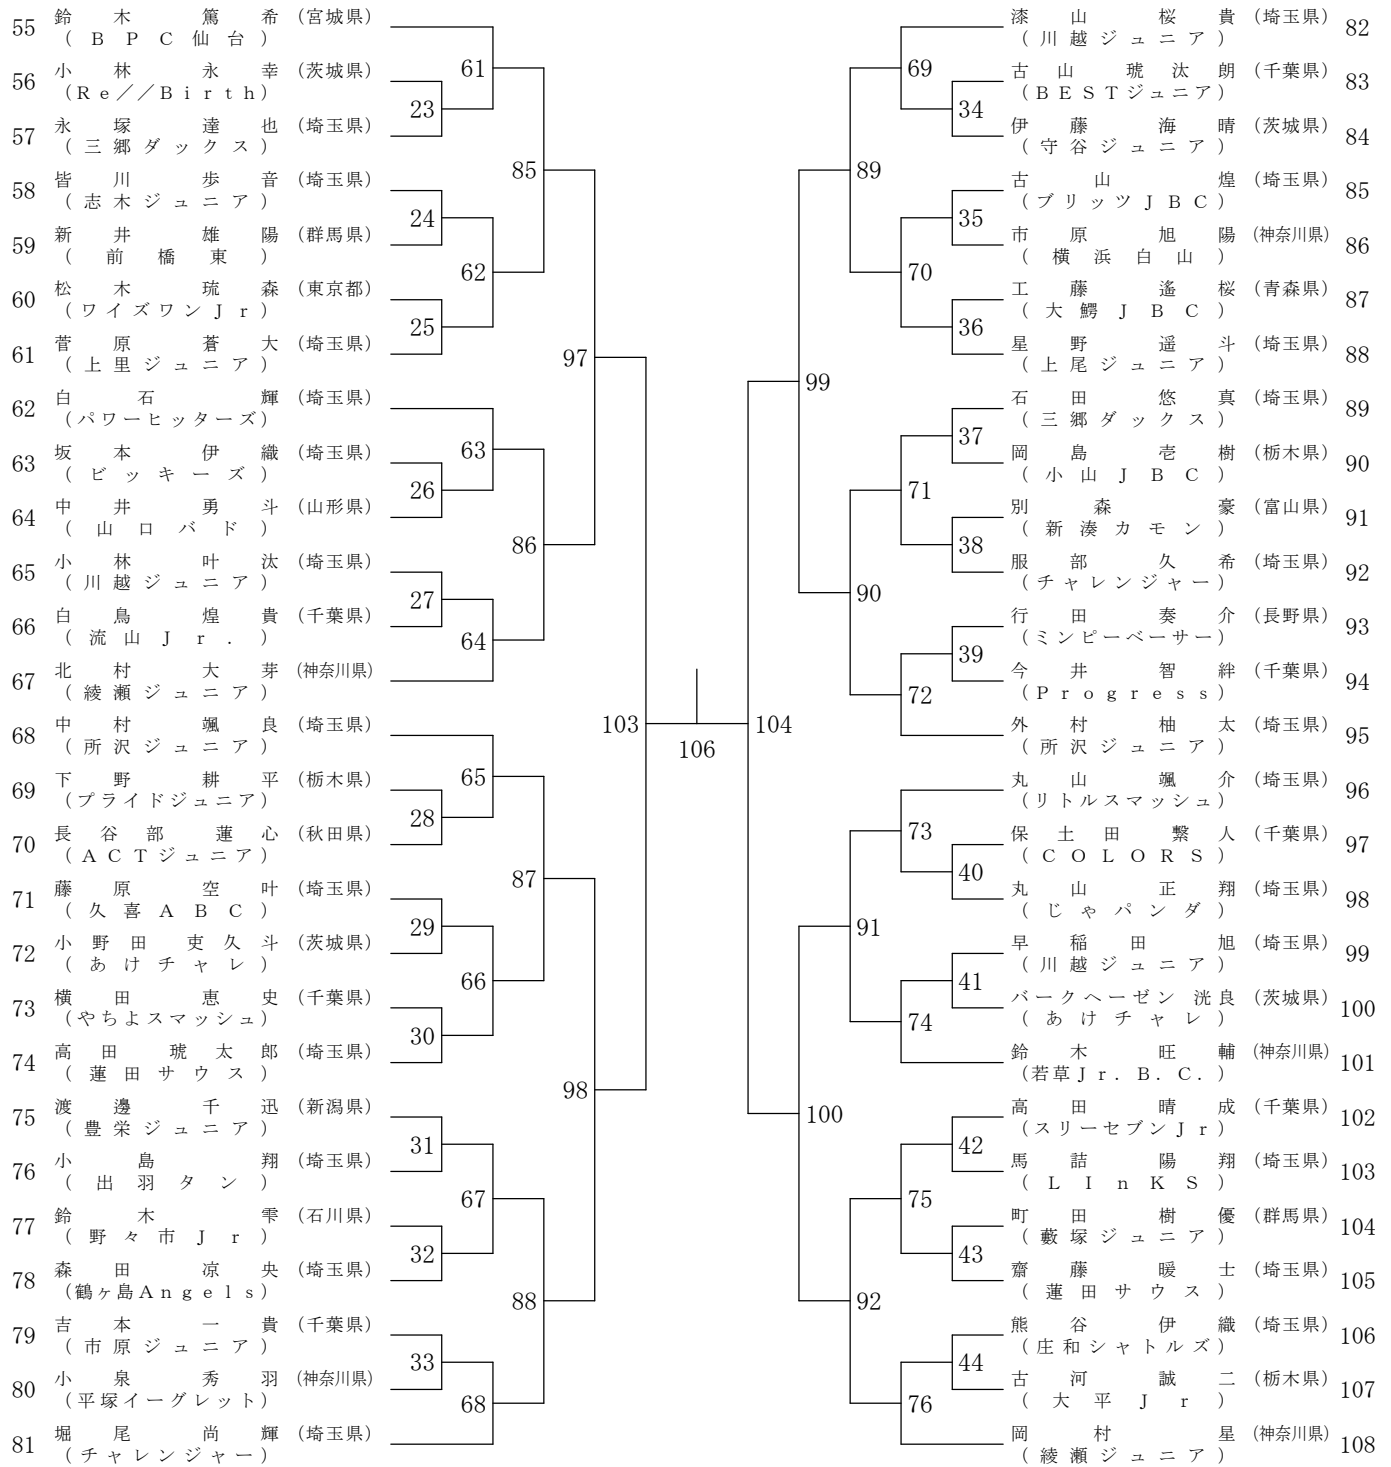 55 鈴木 篤希 (宮城県)
(BPC仙台)
56 小林 永幸 (茨城県)
(Re//Birth)
57 永塚 達也 (埼玉県)
(三郷ダックス)
58 皆川 歩音 (埼玉県)
(志木ジュニア)
59 新井 雄陽 (群馬県)
(前橋東)
60 松木 琉森 (東京都)
(ワイズワンJr)
61 菅原 蒼大 (埼玉県)
(上里ジュニア)
62 白石 輝 (埼玉県)
(パワーヒッターズ)
63 坂本 伊織 (埼玉県)
(ビッキーズ)
64 中井 勇斗 (山形県)
(山口バド)
65 小林 叶汰 (埼玉県)
(川越ジュニア)
66 白鳥 煌貴 (千葉県)
(流山Jr.)
67 北村 大芽 (神奈川県)
(綾瀬ジュニア)
68 中村 颯良 (埼玉県)
(所沢ジュニア)
69 下野 耕平 (栃木県)
(プライドジュニア)
70 長谷部 蓮心 (秋田県)
(ACTジュニア)
71 藤原 空叶 (埼玉県)
(久喜ABC)
72 小野田 吏久斗 (茨城県)
(あけチャレ)
73 横田 恵史 (千葉県)
(やちよスマッシュ)
74 高田 琥太郎 (埼玉県)
(蓮田サウス)
75 渡邊 千迅 (新潟県)
(豊栄ジュニア)
76 小島 翔 (埼玉県)
(出羽タン)
77 鈴木 雫 (石川県)
(野々市Jr)
78 森田 凉央 (埼玉県)
(鶴ヶ島Angels)
79 吉本 一貴 (千葉県)
(市原ジュニア)
80 小泉 秀羽 (神奈川県)
(平塚イーグレット)
81 堀尾 尚輝 (埼玉県)
(チャレンジャー)
61
23
24
62
25
63
26
27
64
65
28
29
66
30
31
67
32
33
68
85
86
87
88
97
98
103
106
104
99
100
89
90
91
92
69
34
35
70
36
37
71
38
39
72
73
40
41
74
42
75
43
44
76
漆山 桜貴 (埼玉県) 82
(川越ジュニア)
古山 琥汰朗 (千葉県) 83
(BESTジュニア)
伊藤 海晴 (茨城県) 84
(守谷ジュニア)
古山 煌 (埼玉県) 85
(ブリッツJBC)
市原 旭陽 (神奈川県) 86
(横浜白山)
工藤 遙桜 (青森県) 87
(大鰐JBC)
星野 遥斗 (埼玉県) 88
(上尾ジュニア)
石田 悠真 (埼玉県) 89
(三郷ダックス)
岡島 壱樹 (栃木県) 90
(小山JBC)
別森 豪 (富山県) 91
(新湊カモン)
服部 久希 (埼玉県) 92
(チャレンジャー)
行田 奏介 (長野県) 93
(ミンピーベーサー)
今井 智絆 (千葉県) 94
(Progress)
外村 柚太 (埼玉県) 95
(所沢ジュニア)
丸山 颯介 (埼玉県) 96
(リトルスマッシュ)
保土田 繋人 (千葉県) 97
(COLORS)
丸山 正翔 (埼玉県) 98
(じゃパンダ)
早稲田 旭 (埼玉県) 99
(川越ジュニア)
バークヘーゼン 洸良 (茨城県) 100
(あけチャレ)
鈴木 旺輔 (神奈川県) 101
(若草Jr.B.C.)
高田 晴成 (千葉県) 102
(スリーセブンJr)
馬詰 陽翔 (埼玉県) 103
(LInKS)
町田 樹優 (群馬県) 104
(藪塚ジュニア)
齋藤 暖士 (埼玉県) 105
(蓮田サウス)
熊谷 伊織 (埼玉県) 106
(庄和シャトルズ)
古河 誠二 (栃木県) 107
(大平Jr)
岡村 星 (神奈川県) 108
(綾瀬ジュニア)